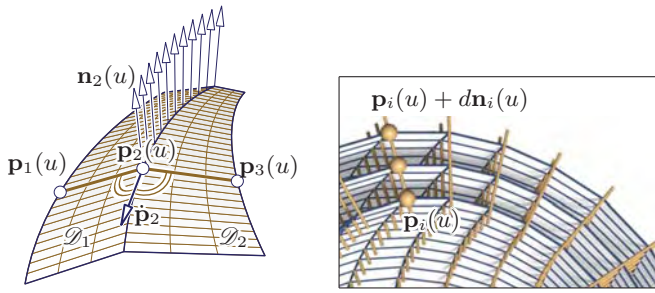 n₂(u)
p₁(u)
p₂(u)
p₃(u)
ṗ₂
𝒟₁
𝒟₂
pᵢ(u) + dnᵢ(u)
pᵢ(u)